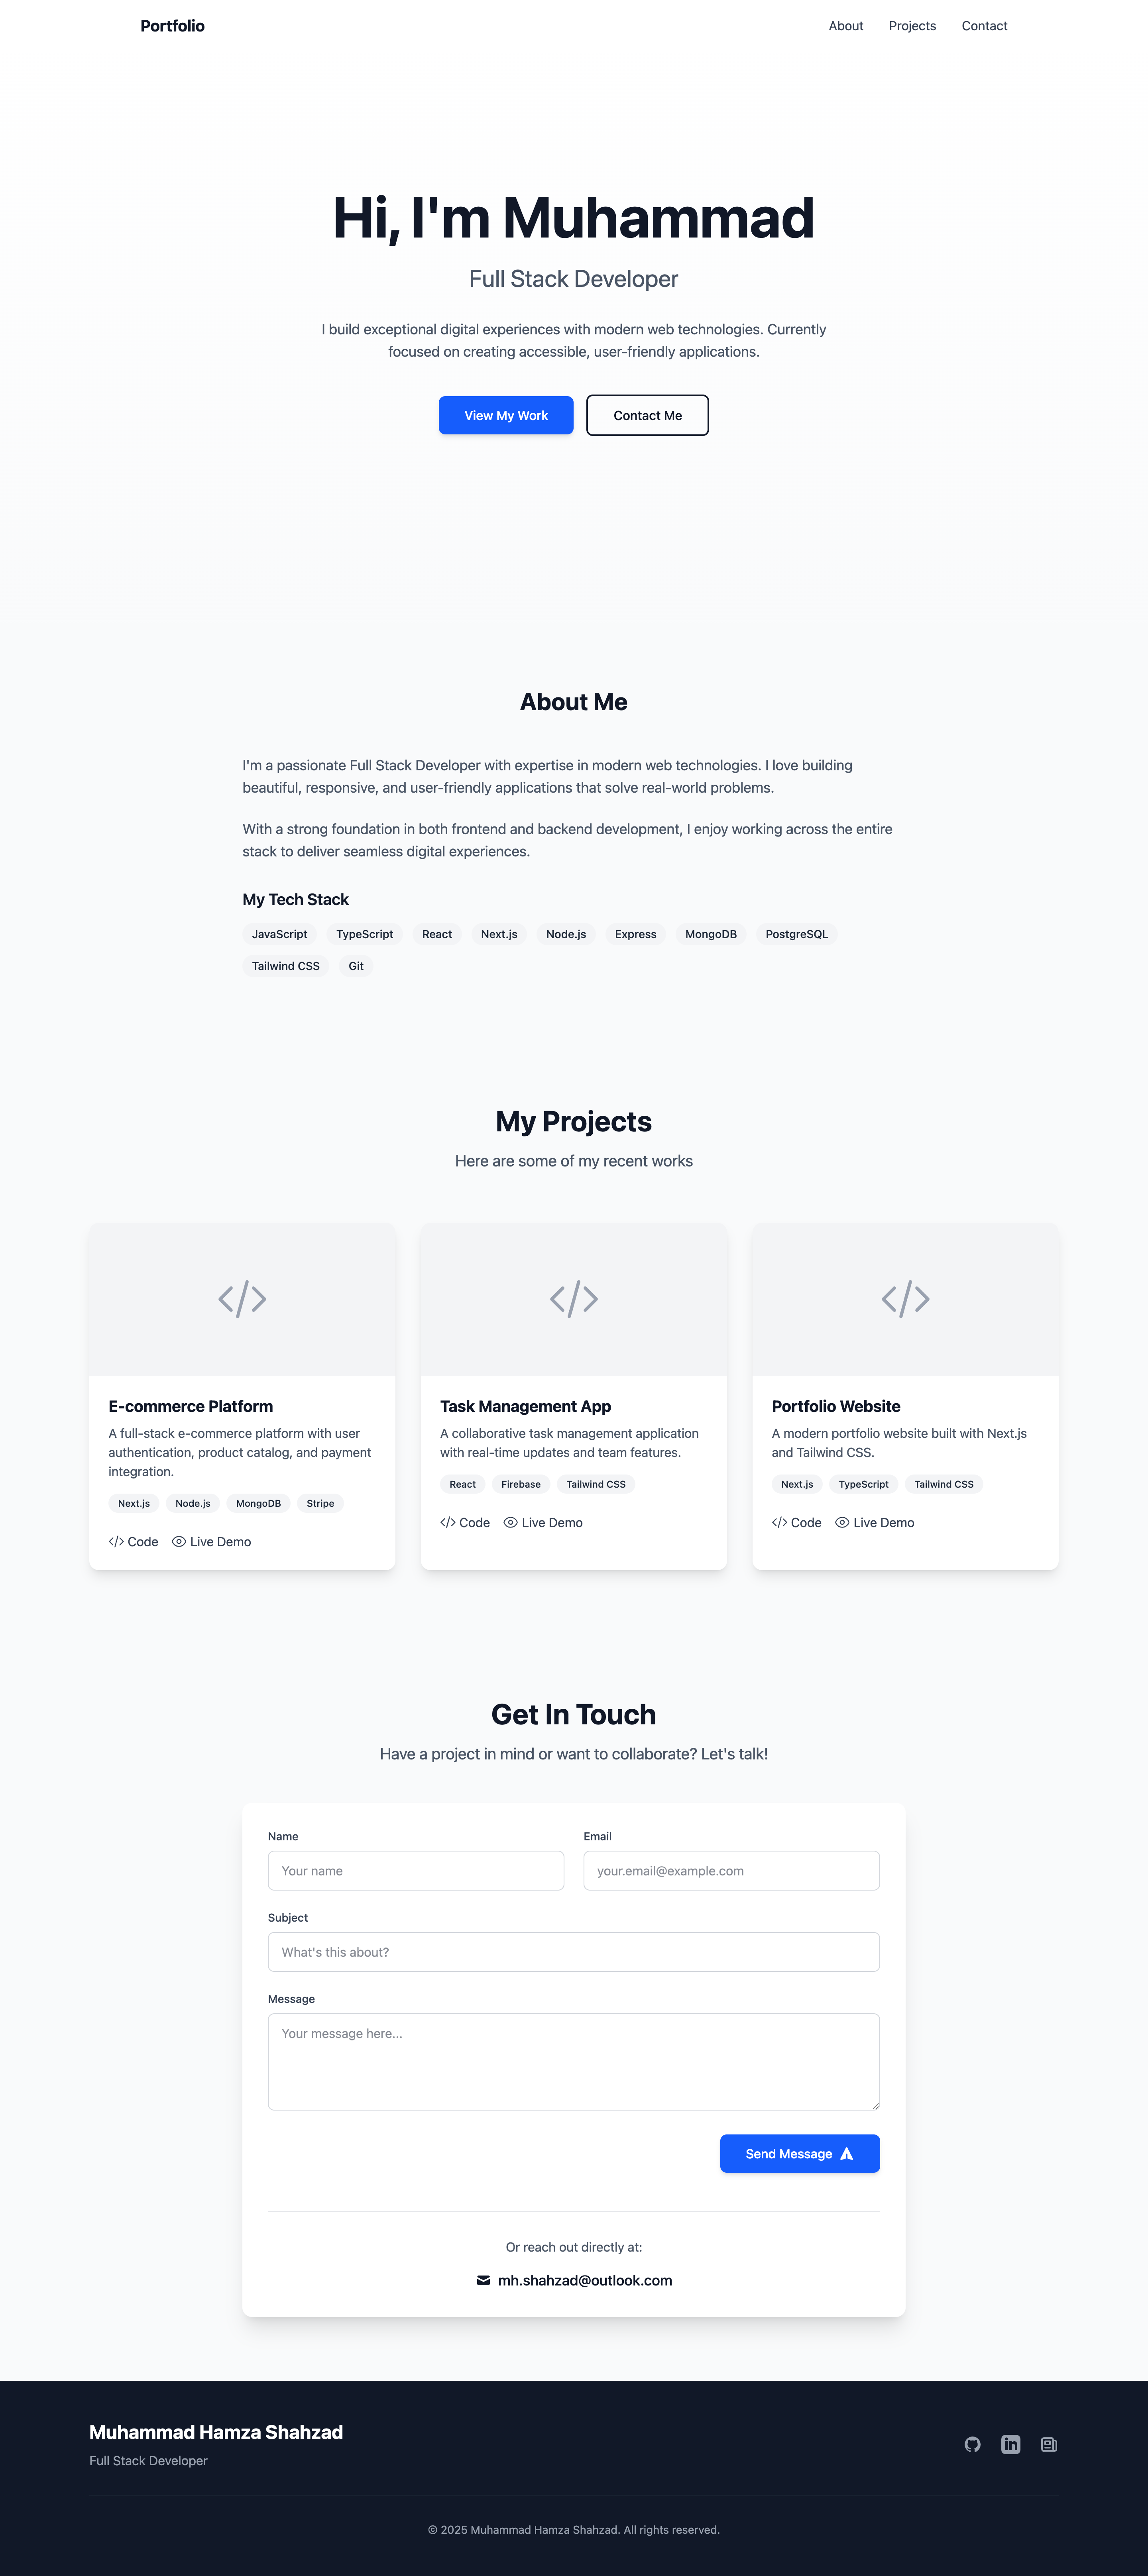 Portfolio
About
Projects
Contact
Hi, I'm Muhammad
Full Stack Developer
I build exceptional digital experiences with modern web technologies. Currently
focused on creating accessible, user-friendly applications.
View My Work
Contact Me
About Me
I'm a passionate Full Stack Developer with expertise in modern web technologies. I love building
beautiful, responsive, and user-friendly applications that solve real-world problems.
With a strong foundation in both frontend and backend development, I enjoy working across the entire
stack to deliver seamless digital experiences.
My Tech Stack
JavaScript TypeScript React Next.js Node.js Express MongoDB PostgreSQL
Tailwind CSS Git
My Projects
Here are some of my recent works
E-commerce Platform
A full-stack e-commerce platform with user
authentication, product catalog, and payment
integration.
Next.js Node.js MongoDB Stripe
Code Live Demo
Task Management App
A collaborative task management application
with real-time updates and team features.
React Firebase Tailwind CSS
Code Live Demo
Portfolio Website
A modern portfolio website built with Next.js
and Tailwind CSS.
Next.js TypeScript Tailwind CSS
Code Live Demo
Get In Touch
Have a project in mind or want to collaborate? Let's talk!
Name
Your name
Email
your.email@example.com
Subject
What's this about?
Message
Your message here...
Send Message
Or reach out directly at:
mh.shahzad@outlook.com
Muhammad Hamza Shahzad
Full Stack Developer
© 2025 Muhammad Hamza Shahzad. All rights reserved.